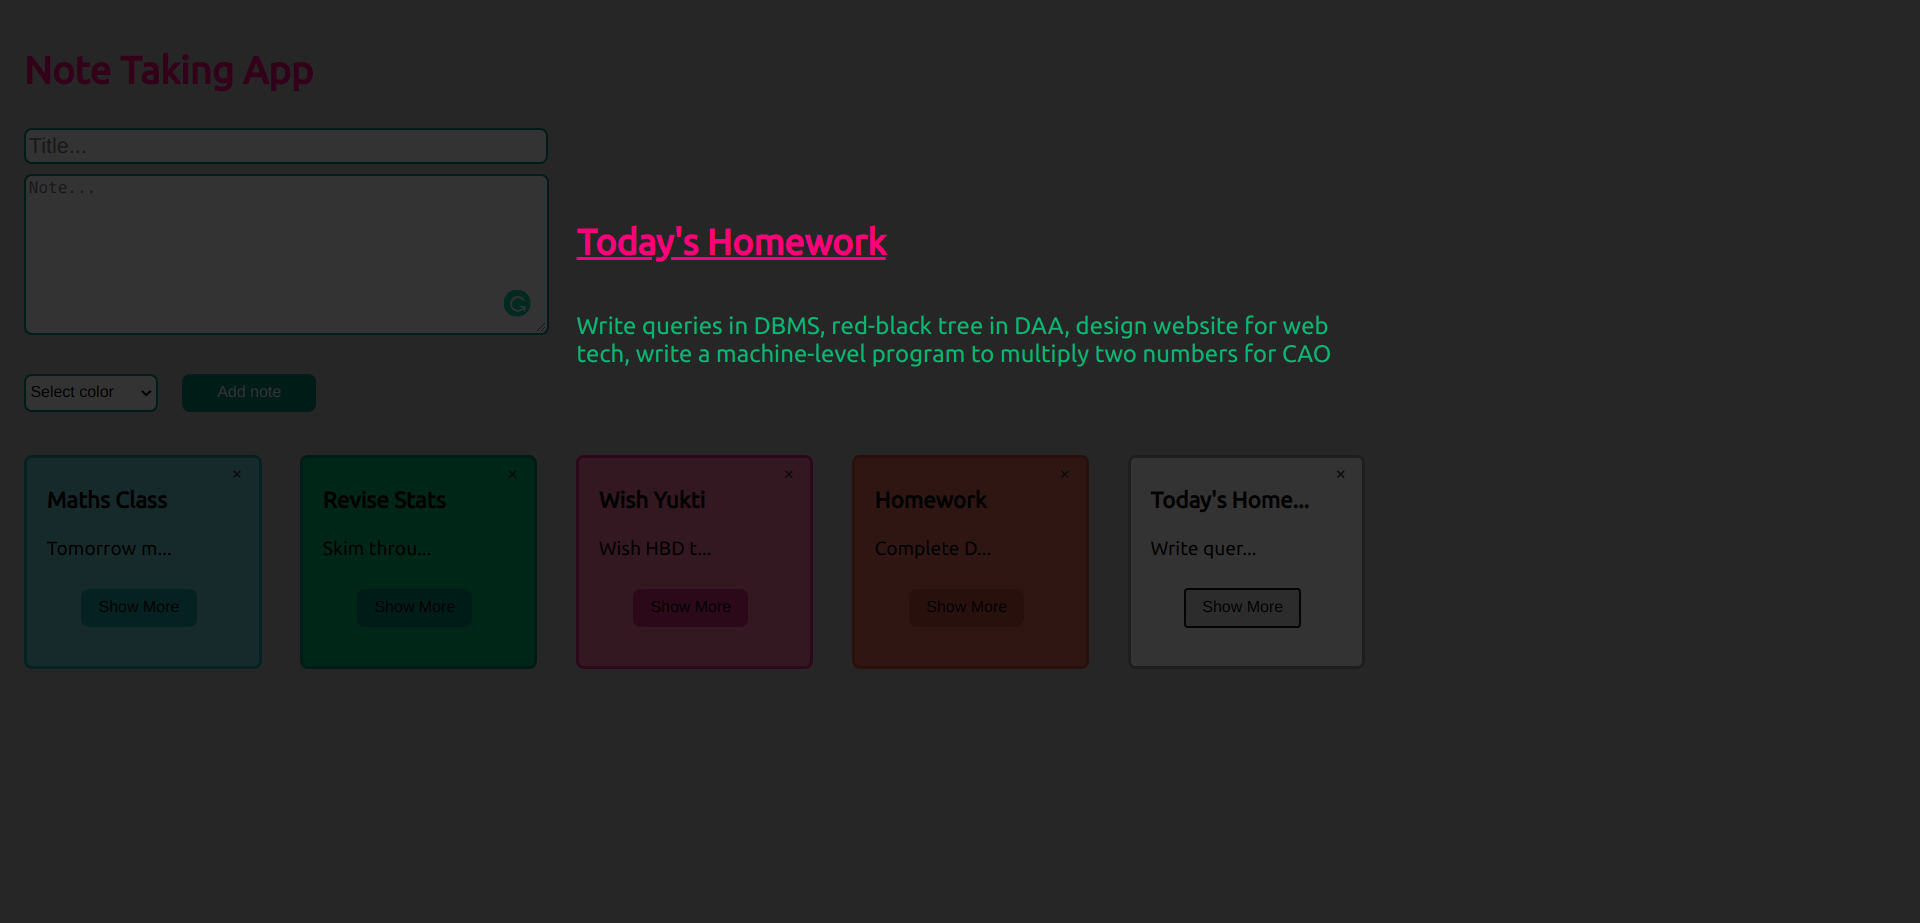 Note Taking App
Title...
Note...
Today's Homework
Write queries in DBMS, red-black tree in DAA, design website for web
tech, write a machine-level program to multiply two numbers for CAO
Select color
Add note
×
Maths Class
Tomorrow m...
Show More
×
Revise Stats
Skim throu...
Show More
×
Wish Yukti
Wish HBD t...
Show More
×
Homework
Complete D...
Show More
×
Today's Home...
Write quer...
Show More